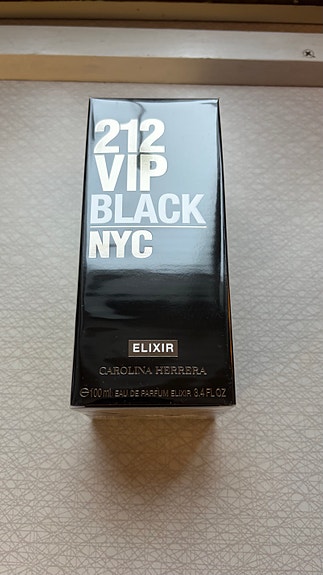 212
VIP
BLACK
NYC
ELIXIR
CAROLINA HERRERA
℮100 ml EAU DE PARFUM ELIXIR 3.4 FL OZ